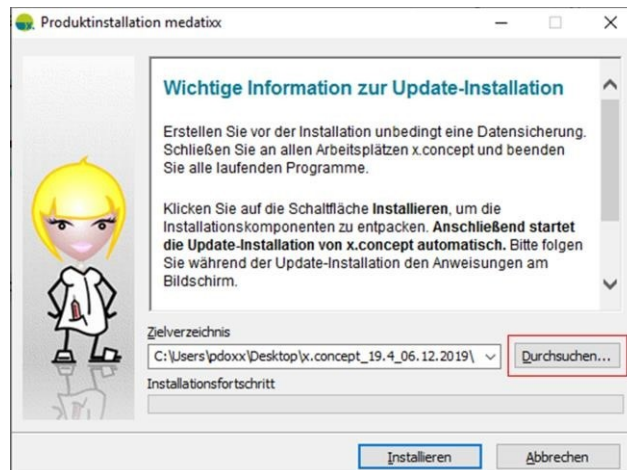 Produktinstallation medatixx
Wichtige Information zur Update-Installation
Erstellen Sie vor der Installation unbedingt eine Datensicherung.
Schließen Sie an allen Arbeitsplätzen x.concept und beenden
Sie alle laufenden Programme.
Klicken Sie auf die Schaltfläche Installieren, um die
Installationskomponenten zu entpacken. Anschließend startet
die Update-Installation von x.concept automatisch. Bitte folgen
Sie während der Update-Installation den Anweisungen am
Bildschirm.
Zielverzeichnis
C:\Users\pdoxx\Desktop\x.concept_19.4_06.12.2019\
Durchsuchen...
Installationsfortschritt
Installieren
Abbrechen